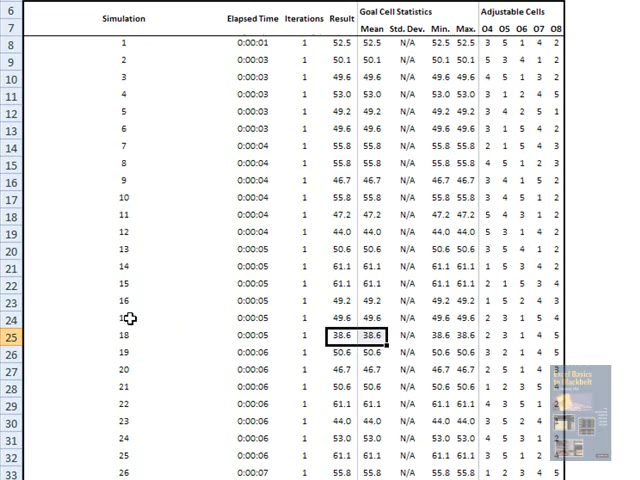 6 Simulation Elapsed Time Iterations Result Goal Cell Statistics Adjustable Cells
7 Mean Std. Dev. Min. Max. O4 O5 O6 O7 O8
8 1 0:00:01 1 52.5 52.5 N/A 52.5 52.5 3 5 1 4 2
9 2 0:00:03 1 50.1 50.1 N/A 50.1 50.1 5 3 4 1 2
10 3 0:00:03 1 49.6 49.6 N/A 49.6 49.6 4 5 1 3 2
11 4 0:00:03 1 53.0 53.0 N/A 53.0 53.0 3 1 2 4 5
12 5 0:00:03 1 49.2 49.2 N/A 49.2 49.2 3 4 2 5 1
13 6 0:00:03 1 49.6 49.6 N/A 49.6 49.6 3 1 5 4 2
14 7 0:00:04 1 55.8 55.8 N/A 55.8 55.8 2 1 5 4 3
15 8 0:00:04 1 55.8 55.8 N/A 55.8 55.8 4 5 1 2 3
16 9 0:00:04 1 46.7 46.7 N/A 46.7 46.7 3 4 1 5 2
17 10 0:00:04 1 55.8 55.8 N/A 55.8 55.8 3 4 5 1 2
18 11 0:00:04 1 47.2 47.2 N/A 47.2 47.2 5 4 3 1 2
19 12 0:00:04 1 44.0 44.0 N/A 44.0 44.0 5 3 1 4 2
20 13 0:00:05 1 50.6 50.6 N/A 50.6 50.6 3 5 4 1 2
21 14 0:00:05 1 61.1 61.1 N/A 61.1 61.1 1 5 3 4 2
22 15 0:00:05 1 61.1 61.1 N/A 61.1 61.1 2 1 5 3 4
23 16 0:00:05 1 49.2 49.2 N/A 49.2 49.2 1 5 2 4 3
24 0:00:05 1 49.6 49.6 N/A 49.6 49.6 2 3 1 5 4
25 18 0:00:05 1 38.6 38.6 N/A 38.6 38.6 2 3 1 4 5
26 19 0:00:06 1 50.6 50.6 N/A 50.6 50.6 3 2 1 4 5
27 20 0:00:06 1 46.7 46.7 N/A 46.7 46.7 2 5 1 4
28 21 0:00:06 1 50.6 50.6 N/A 50.6 50.6 1 2 3 5
29 22 0:00:06 1 61.1 61.1 N/A 61.1 61.1 4 3 5 1
30 23 0:00:06 1 44.0 44.0 N/A 44.0 44.0 3 5 2 4
31 24 0:00:06 1 53.0 53.0 N/A 53.0 53.0 4 5 3 1
32 25 0:00:06 1 61.1 61.1 N/A 61.1 61.1 3 5 1 2
33 26 0:00:07 1 55.8 55.8 N/A 55.8 55.8 1 2 3 4 5
Excel Basics
to Blackbelt